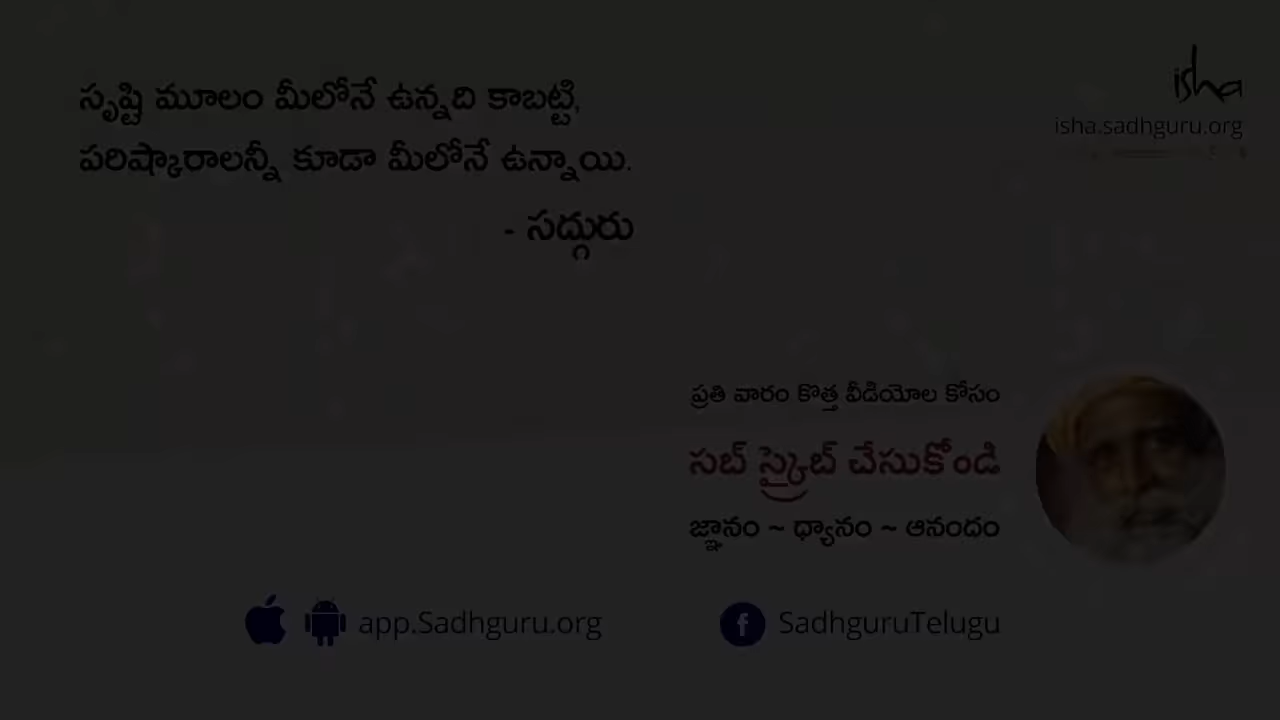 సృష్టి మూలం మీలోనే ఉన్నది కాబట్టి,
పరిష్కారాలన్నీ కూడా మీలోనే ఉన్నాయి.
- సద్గురు
isha
isha.sadhguru.org
ప్రతి వారం కొత్త వీడియోల కోసం
సబ్ స్క్రైబ్ చేసుకోండి
జ్ఞానం ~ ధ్యానం ~ ఆనందం
app.Sadhguru.org
SadhguruTelugu